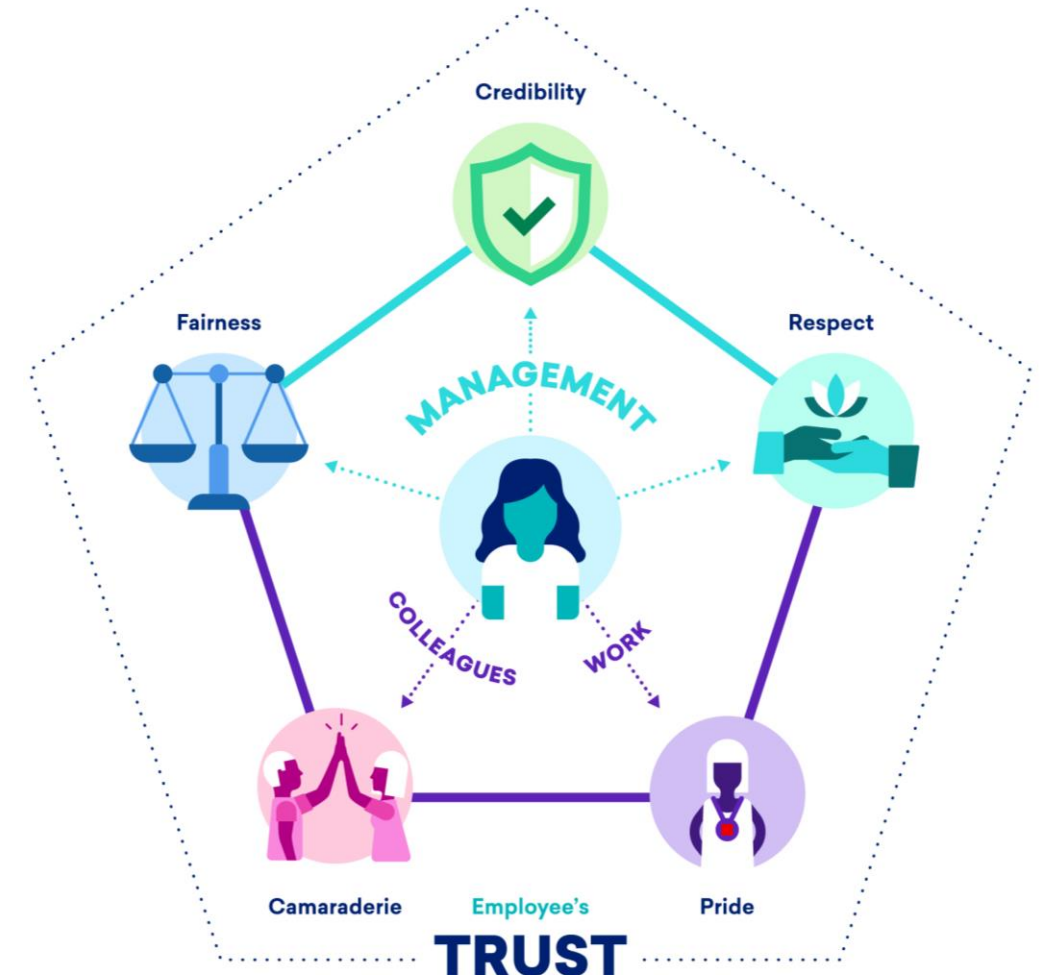 Credibility
Fairness
Respect
MANAGEMENT
COLLEAGUES
WORK
Camaraderie
Employee's
Pride
TRUST